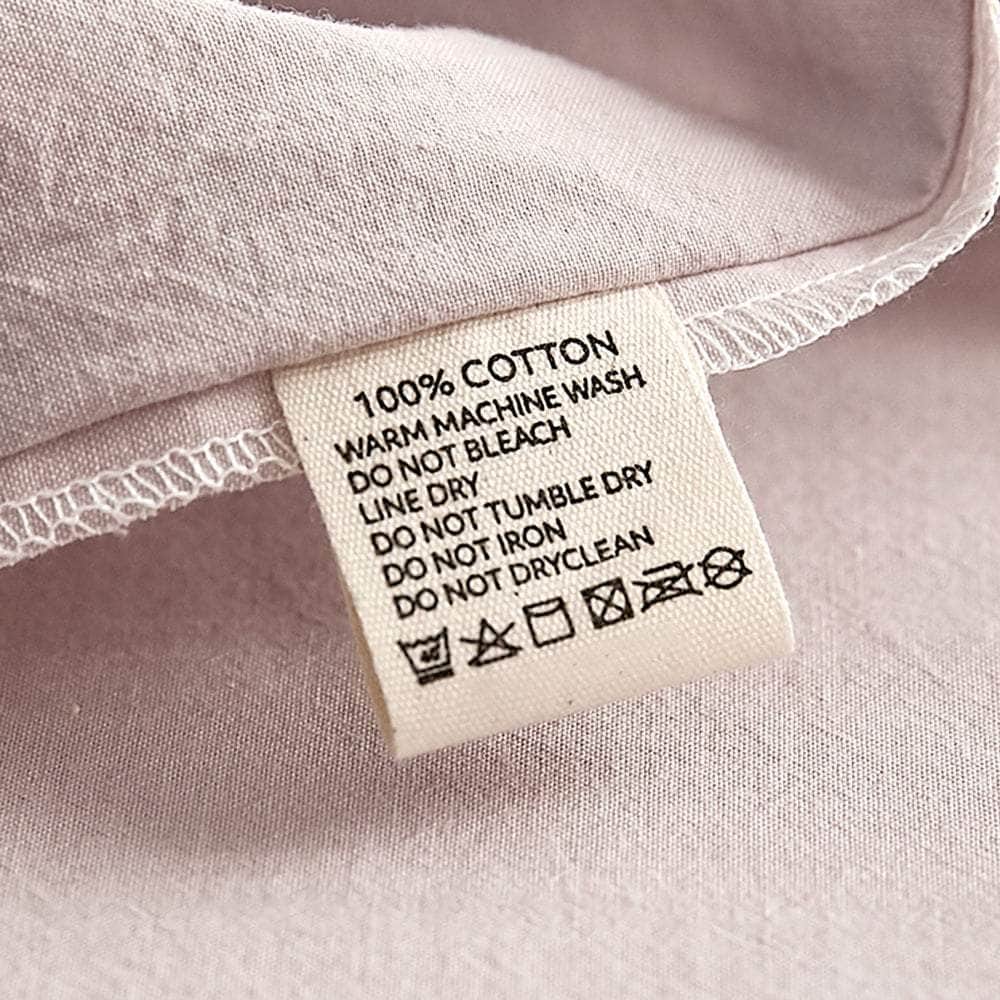 100% COTTON
WARM MACHINE WASH
DO NOT BLEACH
LINE DRY
DO NOT TUMBLE DRY
DO NOT IRON
DO NOT DRYCLEAN
40